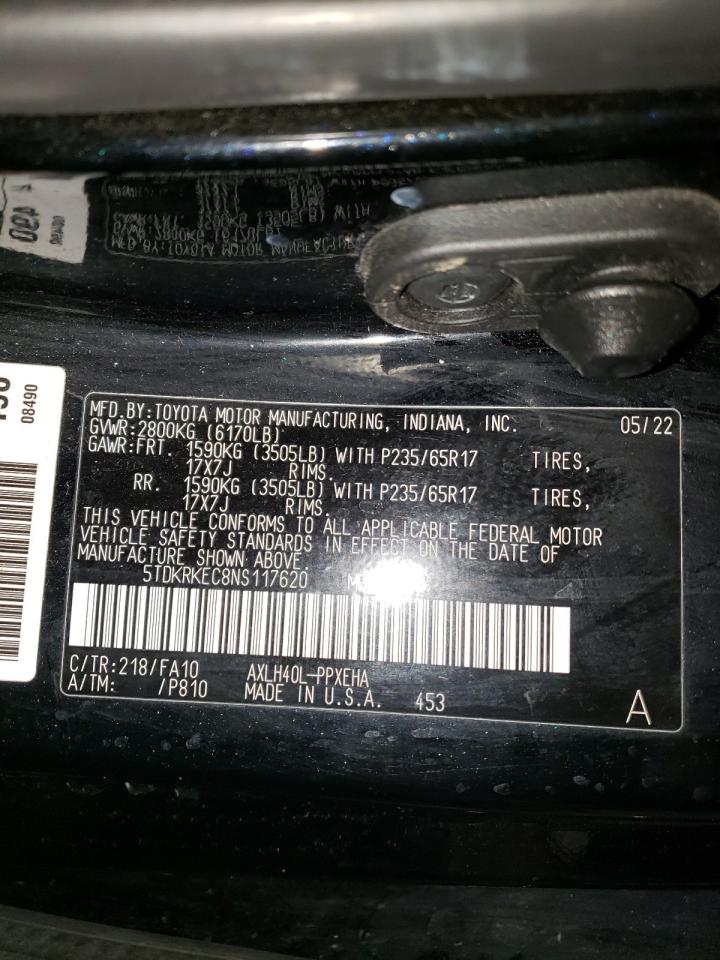 08490
MFD.BY:TOYOTA MOTOR MANUFACTURING, INDIANA, INC. 05/22
GVWR:2800KG (6170LB)
GAWR:FRT. 1590KG (3505LB) WITH P235/65R17 TIRES,
17X7J RIMS.
RR. 1590KG (3505LB) WITH P235/65R17 TIRES,
17X7J RIMS.
THIS VEHICLE CONFORMS TO ALL APPLICABLE FEDERAL MOTOR
VEHICLE SAFETY STANDARDS IN EFFECT ON THE DATE OF
MANUFACTURE SHOWN ABOVE.
5TDKRKEC8NS117620
C/TR:218/FA10 AXLH40L-PPXEHA
A/TM: /P810 MADE IN U.S.A. 453
A